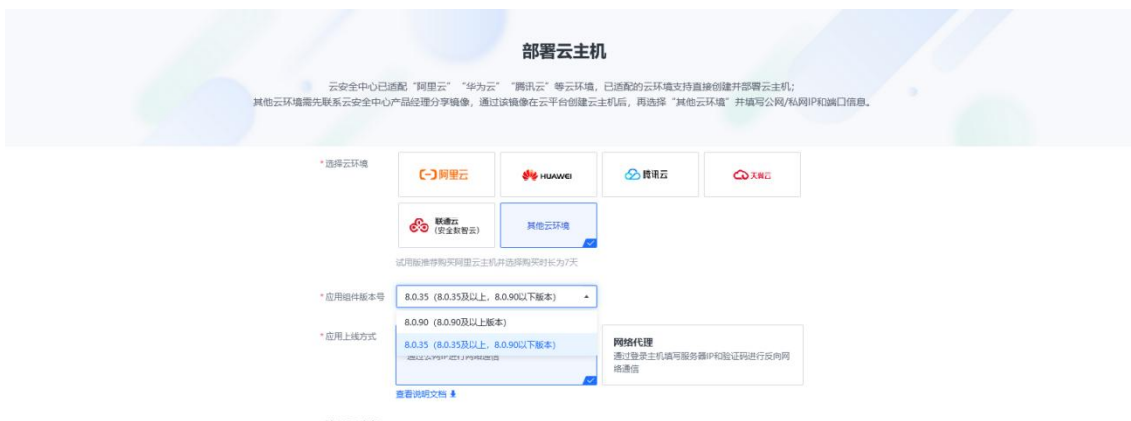 部署云主机
云安全中心已适配“阿里云”“华为云”“腾讯云”等云环境，已适配的云环境支持直接创建并部署云主机；
其他云环境需先联系云安全中心产品经理分享镜像，通过该镜像在云平台创建云主机后，再选择“其他云环境”并填写公网/私网IP和端口信息。
*选择云环境
阿里云
HUAWEI
腾讯云
天翼云
联通云
（安全数智云）
其他云环境
试用版推荐购买阿里云主机并选择购买时长为7天
*应用组件版本号
8.0.35（8.0.35及以上，8.0.90以下版本）
8.0.90（8.0.90及以上版本）
*应用上线方式
8.0.35（8.0.35及以上，8.0.90以下版本）
通过公网IP进行网络通信
网络代理
通过登录主机填写服务器IP和验证码进行反向网
络通信
查看说明文档